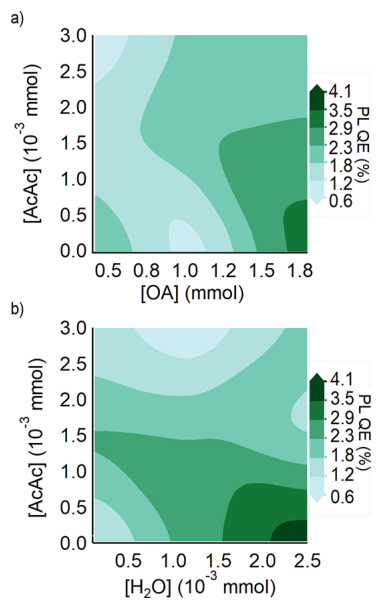 a)
3.0
2.5
2.0
1.5
1.0
0.5
0.0
[AcAc] (10⁻³ mmol)
0.5 0.8 1.0 1.2 1.5 1.8
[OA] (mmol)
4.1
3.5
2.9
2.3
1.8
1.2
0.6
PL QE (%)
b)
3.0
2.5
2.0
1.5
1.0
0.5
0.0
[AcAc] (10⁻³ mmol)
0.5 1.0 1.5 2.0 2.5
[H₂O] (10⁻³ mmol)
4.1
3.5
2.9
2.3
1.8
1.2
0.6
PL QE (%)